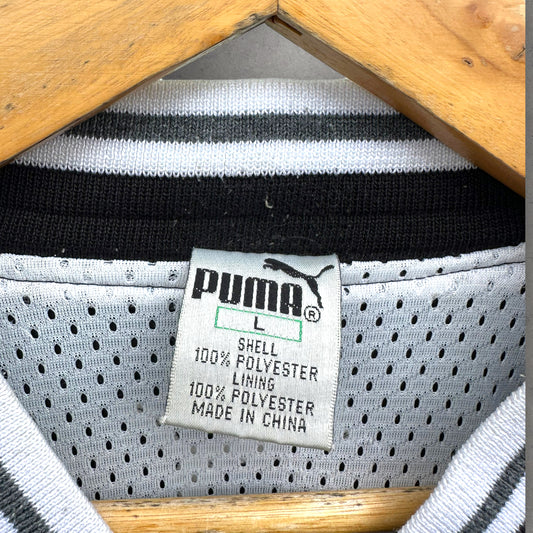 PUMA®
L
SHELL
100% POLYESTER
LINING
100% POLYESTER
MADE IN CHINA